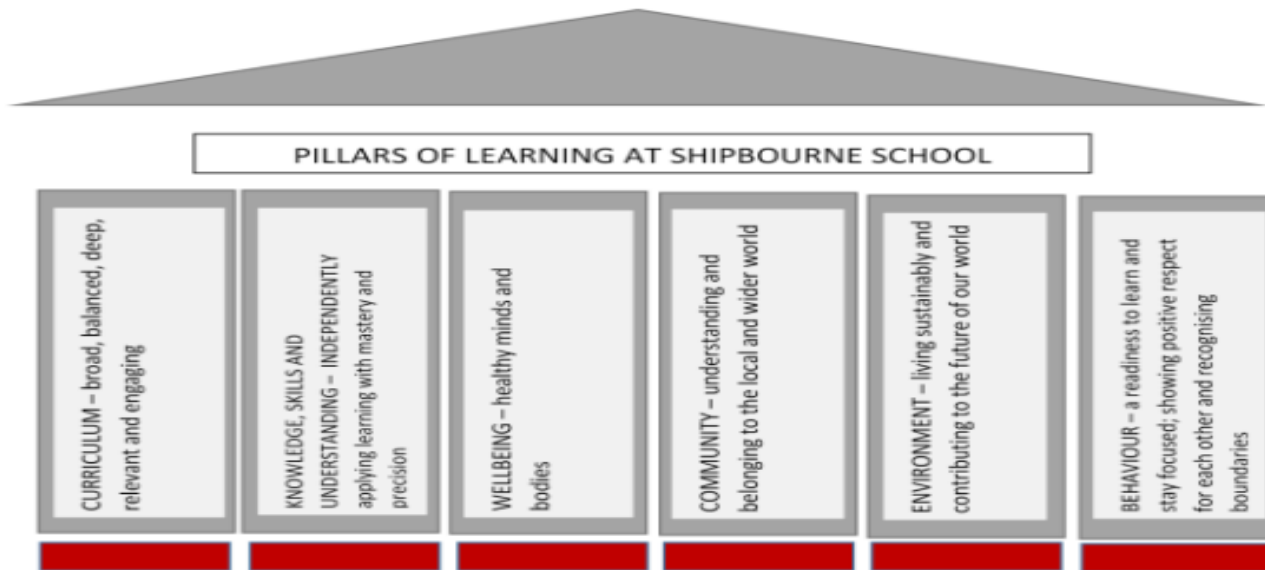 PILLARS OF LEARNING AT SHIPBOURNE SCHOOL
CURRICULUM – broad, balanced, deep,
relevant and engaging
KNOWLEDGE, SKILLS AND
UNDERSTANDING – INDEPENDENTLY
applying learning with mastery and
precision
WELLBEING – healthy minds and
bodies
COMMUNITY – understanding and
belonging to the local and wider world
ENVIRONMENT – living sustainably and
contributing to the future of our world
BEHAVIOUR – a readiness to learn and
stay focused; showing positive respect
for each other and recognising
boundaries